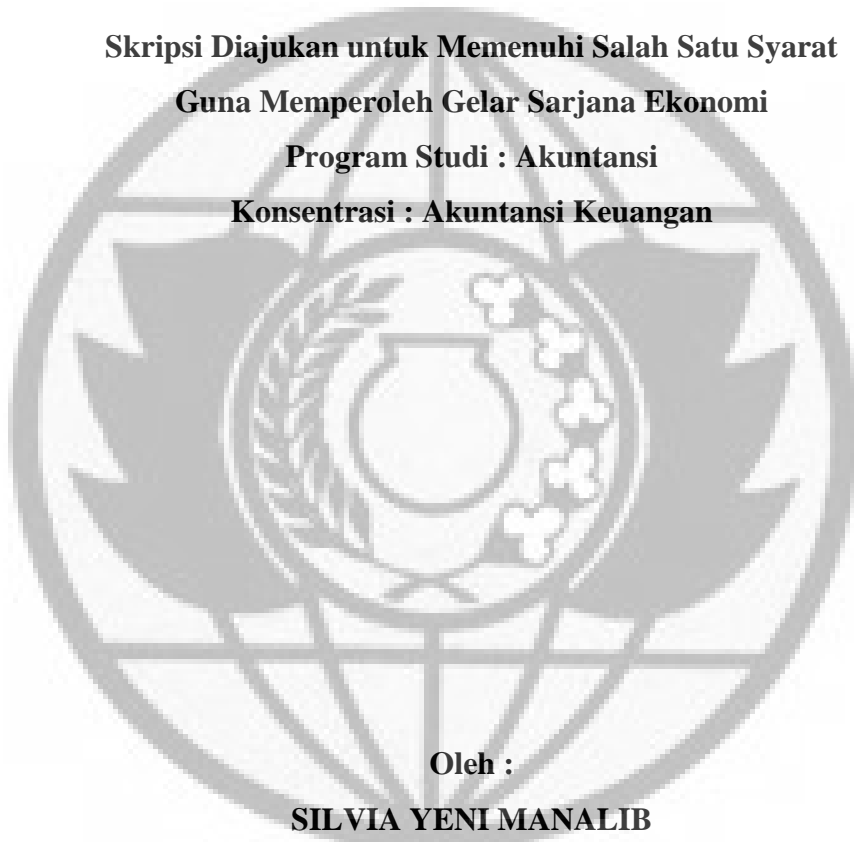 Skripsi Diajukan untuk Memenuhi Salah Satu Syarat
Guna Memperoleh Gelar Sarjana Ekonomi
Program Studi : Akuntansi
Konsentrasi : Akuntansi Keuangan
Oleh :
SILVIA YENI MANALIB